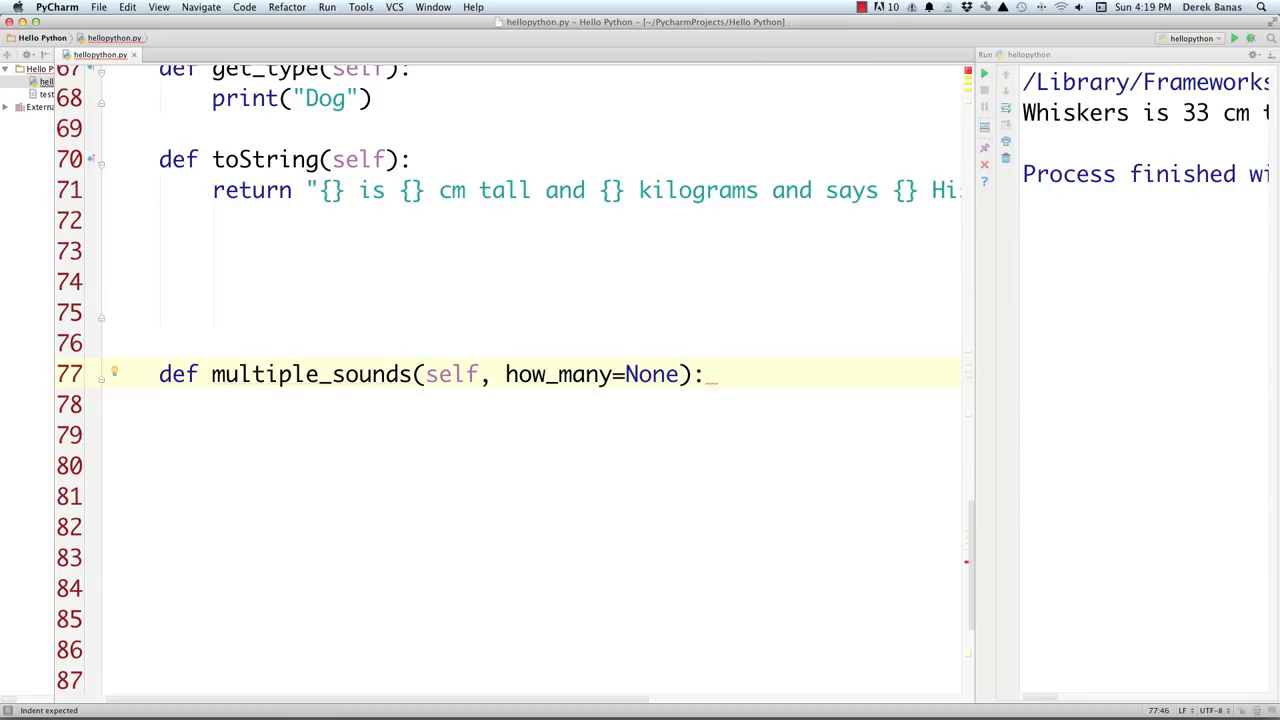 PyCharm File Edit View Navigate Code Refactor Run Tools VCS Window Help 10 Sun 4:19 PM Derek Banas
hellopython.py – Hello Python – [~/PycharmProjects/Hello Python]
Hello Python hellopython.py hellopython
hellopython.py Run hellopython
Hello P
hell
test
Externa
67 def get_type(self):
68 print("Dog")
69
70 def toString(self):
71 return "{} is {} cm tall and {} kilograms and says {} Hi
72
73
74
75
76
77 def multiple_sounds(self, how_many=None):
78
79
80
81
82
83
84
85
86
87
/Library/Frameworks
Whiskers is 33 cm t
Process finished wi
Indent expected 77:46 LF UTF-8